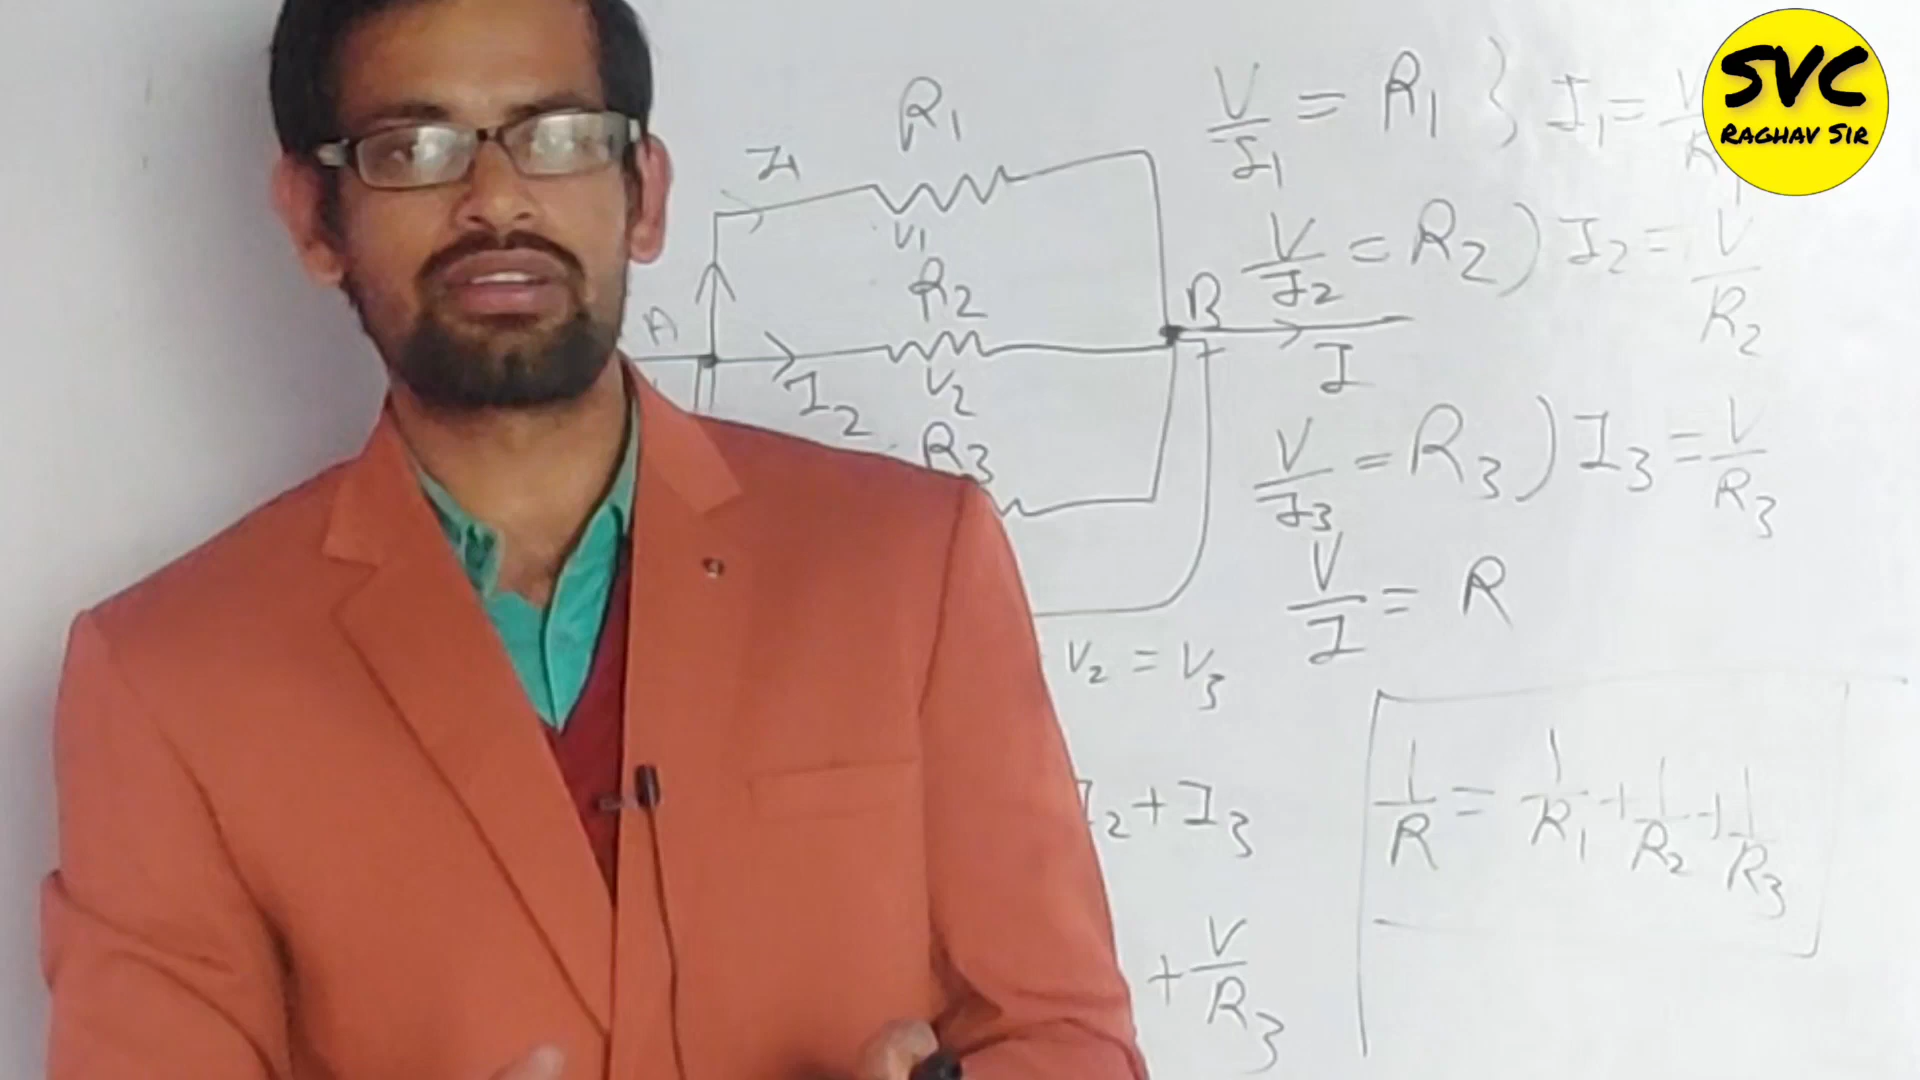 SVC
RAGHAV SIR
R1
I1
V1
R2
A
B
I2
V2
I
R3
V/I1 = R1 } I1 = V/R1
V/I2 = R2 ) I2 = V/R2
V/I3 = R3 ) I3 = V/R3
V/I = R
V2 = V3
I2 + I3
+ V/R3
1/R = 1/R1 + 1/R2 + 1/R3